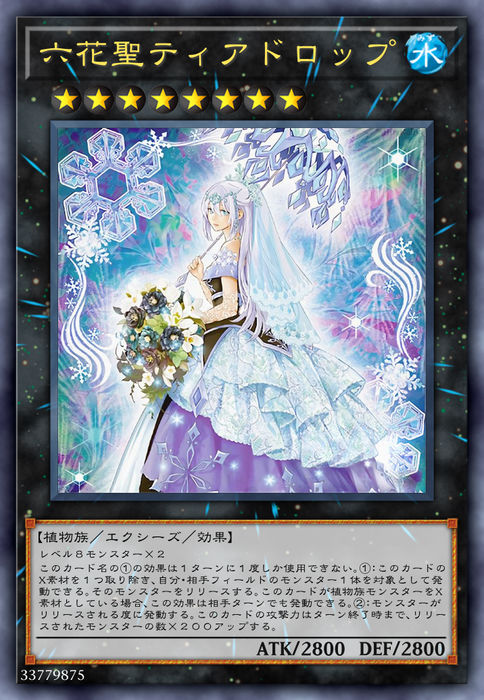 六花聖ティアドロップ
みず
水
【植物族／エクシーズ／効果】
レベル８モンスター×２
このカード名の①の効果は１ターンに１度しか使用できない。①：このカードの
X素材を１つ取り除き、自分・相手フィールドのモンスター１体を対象として発
動できる。そのモンスターをリリースする。このカードが植物族モンスターをX
素材としている場合、この効果は相手ターンでも発動できる。②：モンスターが
リリースされる度に発動する。このカードの攻撃力はターン終了時まで、リリー
スされたモンスターの数×２００アップする。
ATK/2800 DEF/2800
33779875